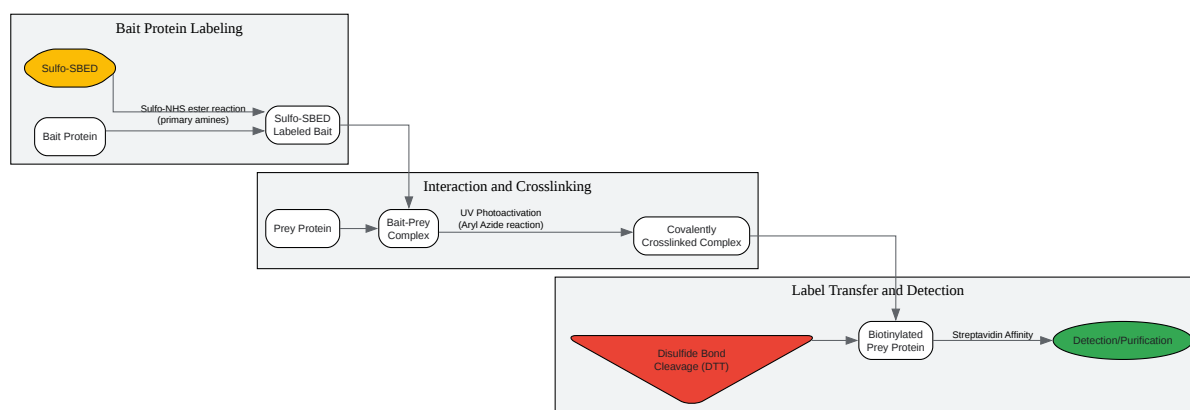 Bait Protein Labeling
Sulfo-SBED
Sulfo-NHS ester reaction
(primary amines)
Bait Protein
Sulfo-SBED
Labeled Bait
Interaction and Crosslinking
Prey Protein
Bait-Prey
Complex
UV Photoactivation
(Aryl Azide reaction)
Covalently
Crosslinked Complex
Label Transfer and Detection
Disulfide Bond
Cleavage (DTT)
Biotinylated
Prey Protein
Streptavidin Affinity
Detection/Purification